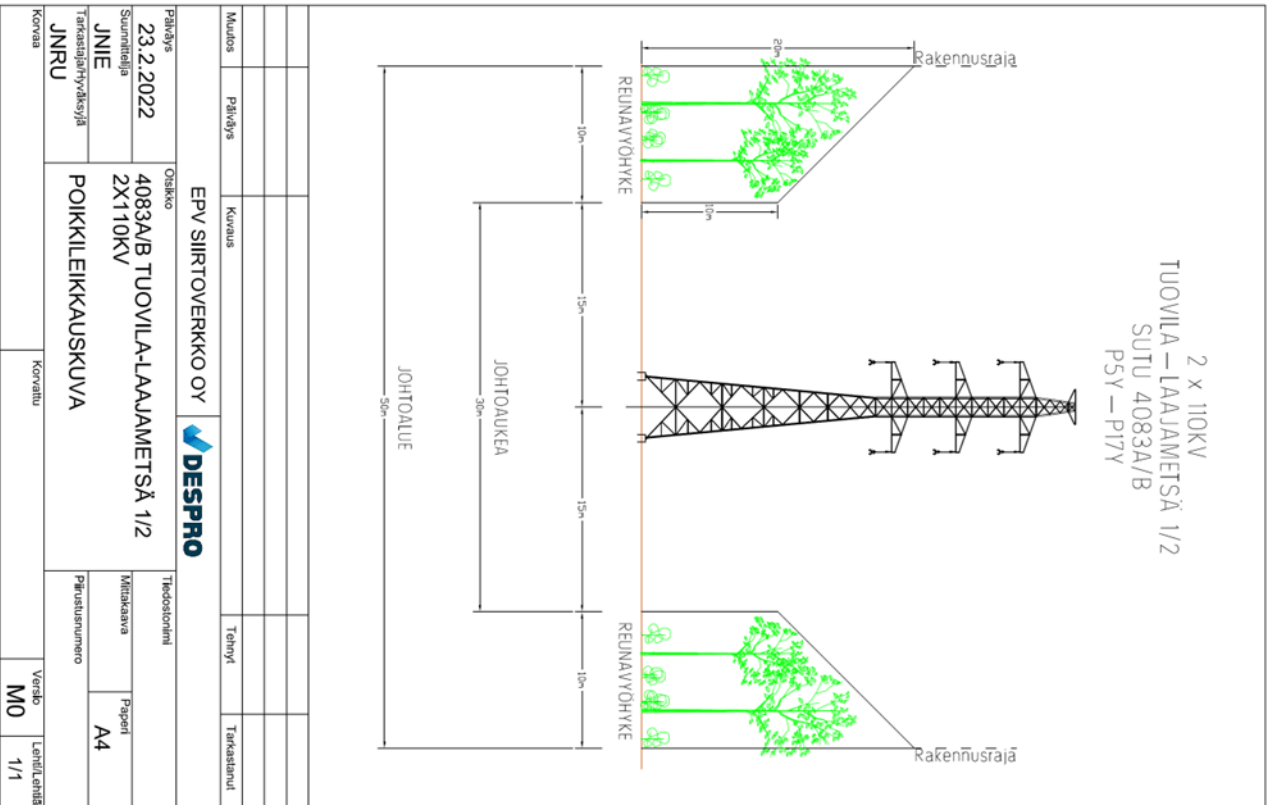 2 x 110KV
TUOVILA – LAAJAMETSÄ 1/2
SUTU 4083A/B
P5Y – P17Y
Rakennusraja
Rakennusraja
20m
10m
REUNAVYÖHYKE
REUNAVYÖHYKE
10m
15m
15m
10m
JOHTOAUKEA
30m
JOHTOALUE
50m
Muutos
Päiväys
Kuvaus
Tehnyt
Tarkastanut
EPV SIIRTOVERKKO OY
DESPRO
Päiväys
23.2.2022
Otsikko
4083A/B TUOVILA-LAAJAMETSÄ 1/2
2X110KV
Tiedostonimi
Suunnittelija
JNIE
Mittakaava
Paperi
A4
Tarkastaja/Hyväksyjä
JNRU
POIKKILEIKKAUSKUVA
Piirustusnumero
Korvaa
Korvattu
Versio
M0
Lehti/Lehtiä
1/1